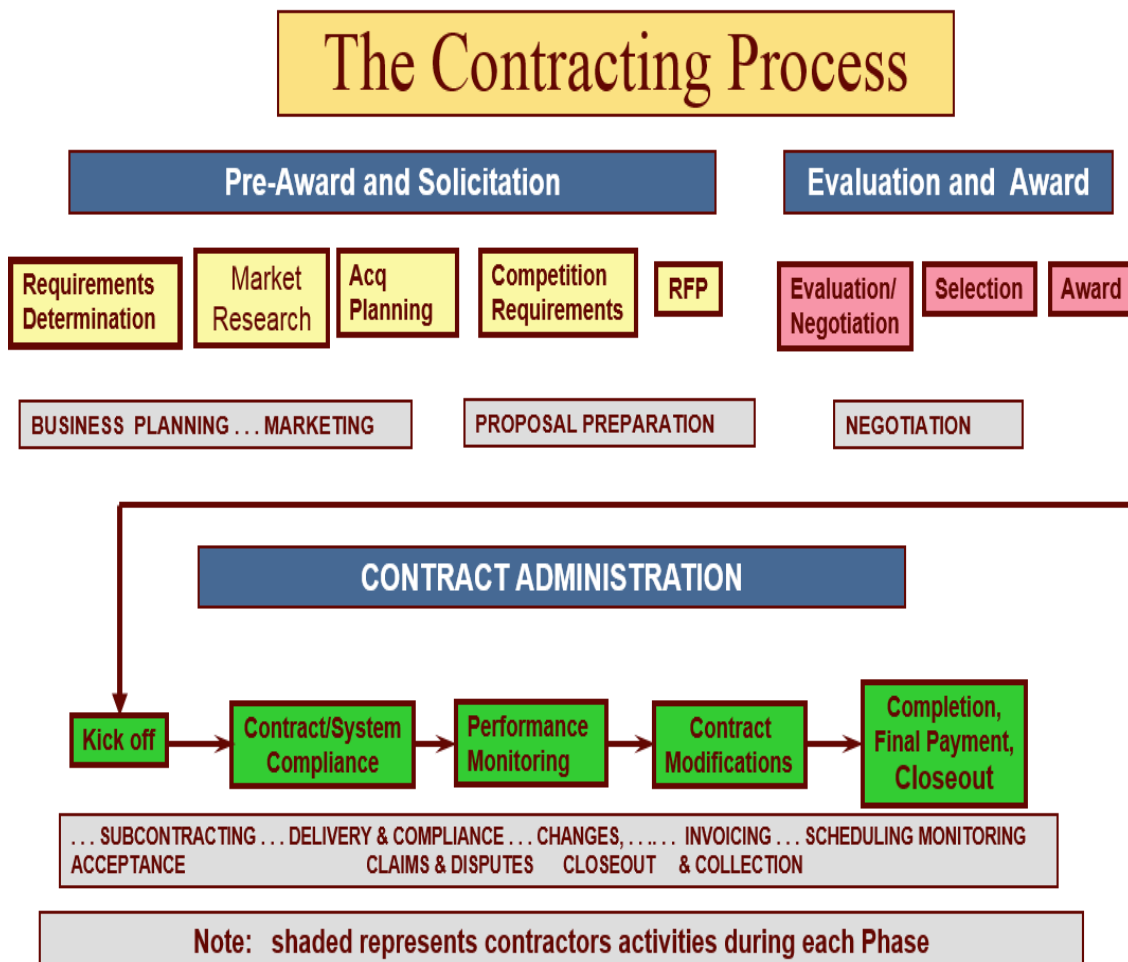 The Contracting Process
Pre-Award and Solicitation
Evaluation and Award
Requirements
Determination
Market
Research
Acq
Planning
Competition
Requirements
RFP
Evaluation/
Negotiation
Selection
Award
BUSINESS PLANNING . . . MARKETING
PROPOSAL PREPARATION
NEGOTIATION
CONTRACT ADMINISTRATION
Kick off
Contract/System
Compliance
Performance
Monitoring
Contract
Modifications
Completion,
Final Payment,
Closeout
. . . SUBCONTRACTING . . . DELIVERY & COMPLIANCE . . . CHANGES, . . ... . . INVOICING . . . SCHEDULING MONITORING
ACCEPTANCE CLAIMS & DISPUTES CLOSEOUT & COLLECTION
Note: shaded represents contractors activities during each Phase